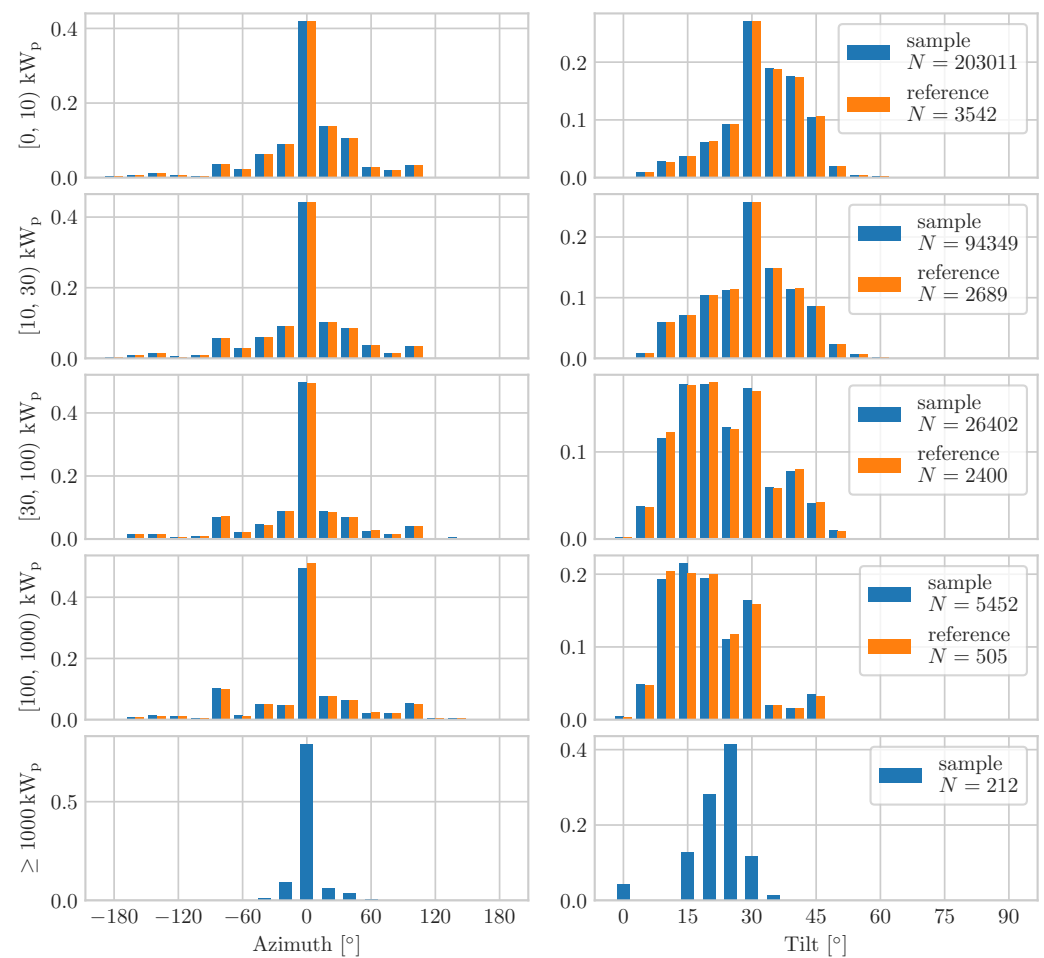 [0, 10) kWp
0.4
0.2
0.0
0.2
0.1
0.0
sample
N = 203011
reference
N = 3542
[10, 30) kWp
0.4
0.2
0.0
0.2
0.1
0.0
sample
N = 94349
reference
N = 2689
[30, 100) kWp
0.4
0.2
0.0
0.1
0.0
sample
N = 26402
reference
N = 2400
[100, 1000) kWp
0.4
0.2
0.0
0.2
0.1
0.0
sample
N = 5452
reference
N = 505
≥ 1000 kWp
0.5
0.0
0.4
0.2
0.0
sample
N = 212
−180 −120 −60 0 60 120 180
Azimuth [°]
0 15 30 45 60 75 90
Tilt [°]